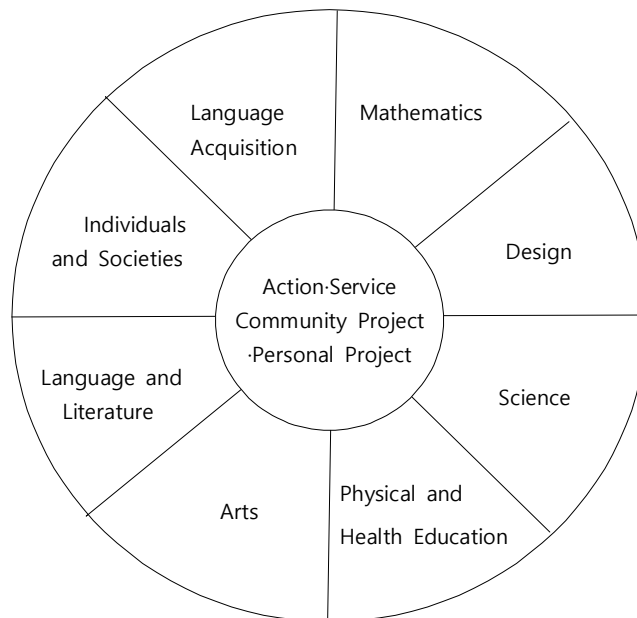 Language
Acquisition
Mathematics
Individuals
and Societies
Design
Action·Service
Community Project
·Personal Project
Language and
Literature
Science
Arts
Physical and
Health Education